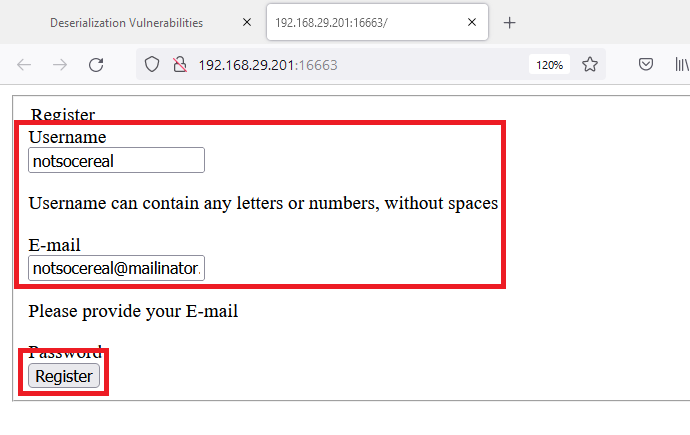 Deserialization Vulnerabilities
192.168.29.201:16663/
192.168.29.201:16663
120%
Register
Username
notsocereal
Username can contain any letters or numbers, without spaces
E-mail
notsocereal@mailinator.
Please provide your E-mail
Password
Register